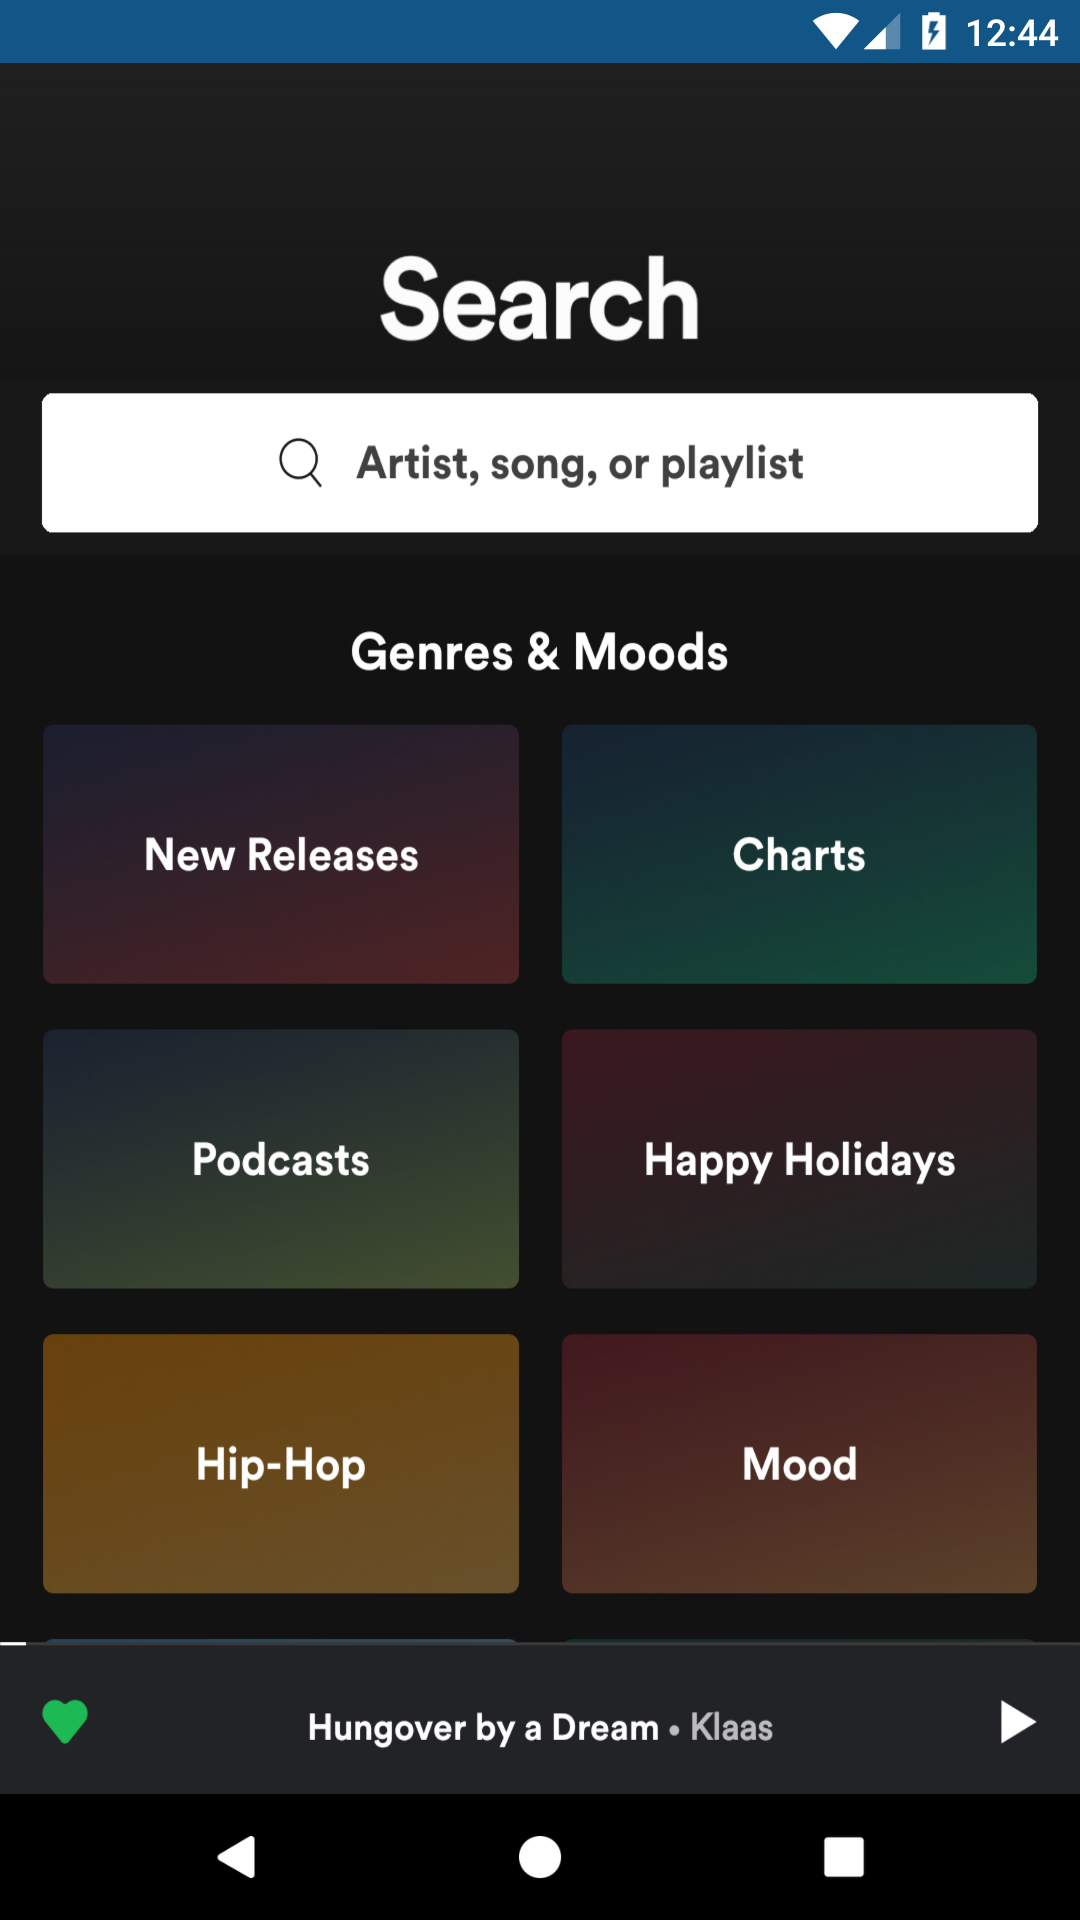 12:44
Search
Artist, song, or playlist
Genres & Moods
New Releases
Charts
Podcasts
Happy Holidays
Hip-Hop
Mood
Hungover by a Dream • Klaas